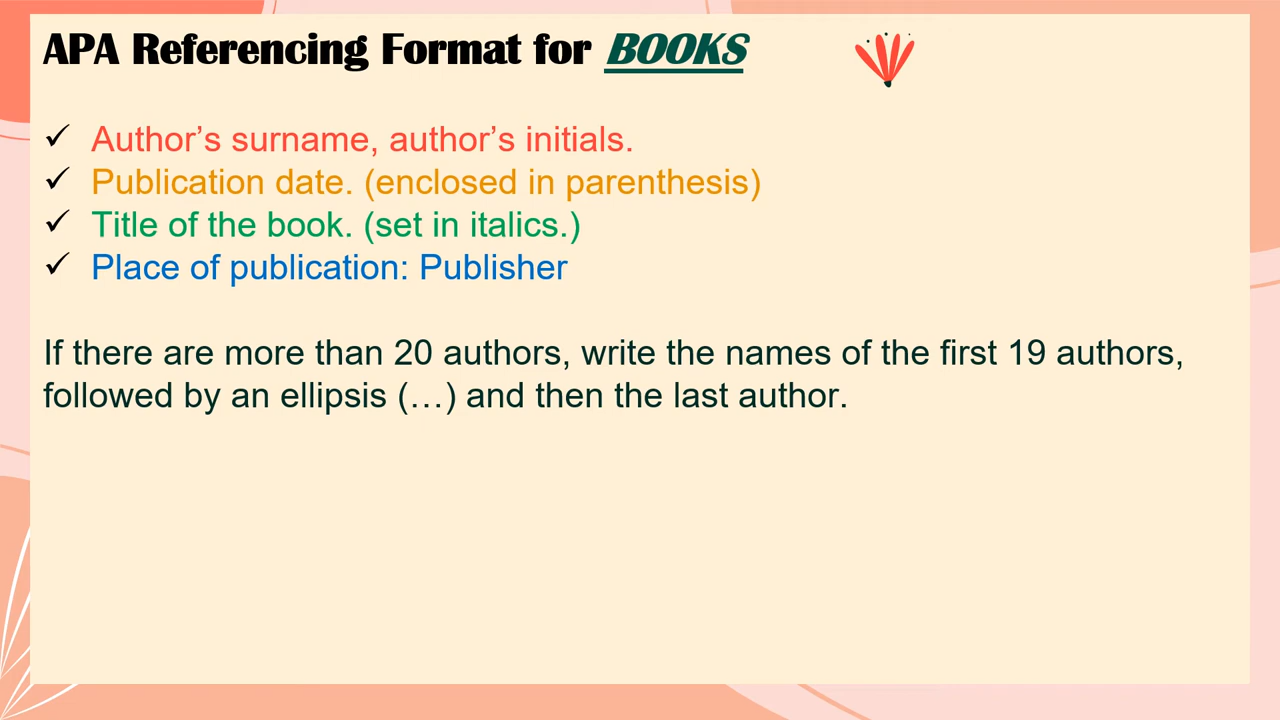 APA Referencing Format for BOOKS
✓ Author’s surname, author’s initials.
✓ Publication date. (enclosed in parenthesis)
✓ Title of the book. (set in italics.)
✓ Place of publication: Publisher
If there are more than 20 authors, write the names of the first 19 authors,
followed by an ellipsis (…) and then the last author.